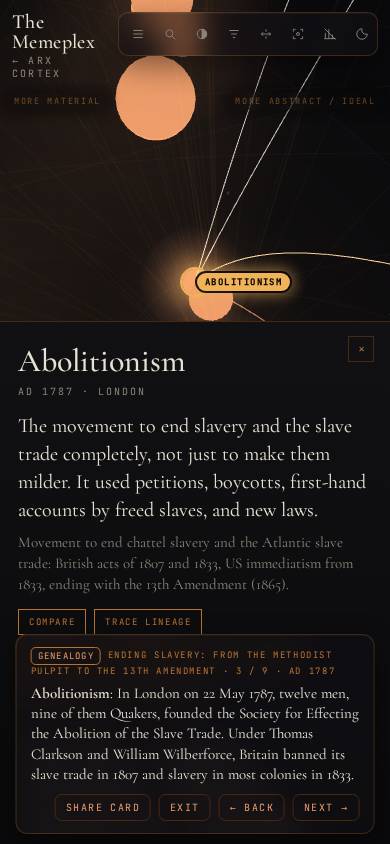 The
Memeplex
← ARX
CORTEX
MORE MATERIAL
MORE ABSTRACT / IDEAL
ABOLITIONISM
Abolitionism
×
AD 1787 · LONDON
The movement to end slavery and the slave
trade completely, not just to make them
milder. It used petitions, boycotts, first-hand
accounts by freed slaves, and new laws.
Movement to end chattel slavery and the Atlantic slave
trade: British acts of 1807 and 1833, US immediatism from
1833, ending with the 13th Amendment (1865).
COMPARE
TRACE LINEAGE
GENEALOGY ENDING SLAVERY: FROM THE METHODIST
PULPIT TO THE 13TH AMENDMENT · 3 / 9 · AD 1787
Abolitionism: In London on 22 May 1787, twelve men,
nine of them Quakers, founded the Society for Effecting
the Abolition of the Slave Trade. Under Thomas
Clarkson and William Wilberforce, Britain banned its
slave trade in 1807 and slavery in most colonies in 1833.
SHARE CARD
EXIT
← BACK
NEXT →